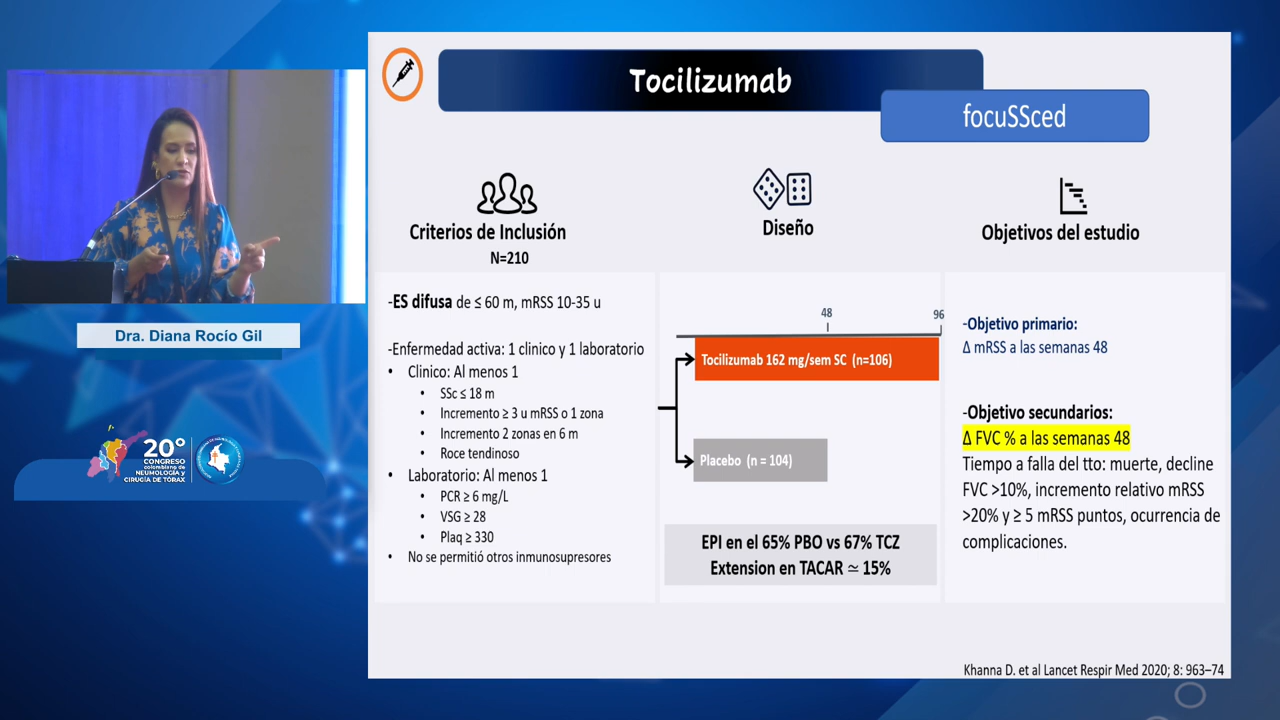 Tocilizumab
focuSSced
Criterios de Inclusión
N=210
-ES difusa de ≤ 60 m, mRSS 10-35 u
-Enfermedad activa: 1 clinico y 1 laboratorio
• Clinico: Al menos 1
• SSc ≤ 18 m
• Incremento ≥ 3 u mRSS o 1 zona
• Incremento 2 zonas en 6 m
• Roce tendinoso
• Laboratorio: Al menos 1
• PCR ≥ 6 mg/L
• VSG ≥ 28
• Plaq ≥ 330
• No se permitió otros inmunosupresores
Diseño
48
96
Tocilizumab 162 mg/sem SC (n=106)
Placebo (n = 104)
EPI en el 65% PBO vs 67% TCZ
Extension en TACAR ≃ 15%
Objetivos del estudio
-Objetivo primario:
Δ mRSS a las semanas 48
-Objetivo secundarios:
Δ FVC % a las semanas 48
Tiempo a falla del tto: muerte, decline
FVC >10%, incremento relativo mRSS
>20% y ≥ 5 mRSS puntos, ocurrencia de
complicaciones.
Khanna D. et al Lancet Respir Med 2020; 8: 963–74
Dra. Diana Rocío Gil
20°
CONGRESO
colombiano de
NEUMOLOGÍA y
CIRUGÍA DE TÓRAX